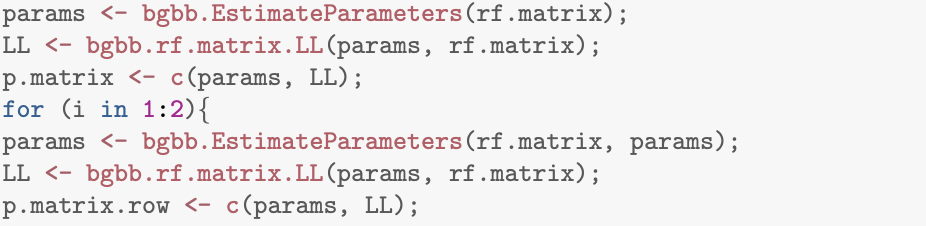 params <- bgbb.EstimateParameters(rf.matrix);
LL <- bgbb.rf.matrix.LL(params, rf.matrix);
p.matrix <- c(params, LL);
for (i in 1:2){
params <- bgbb.EstimateParameters(rf.matrix, params);
LL <- bgbb.rf.matrix.LL(params, rf.matrix);
p.matrix.row <- c(params, LL);